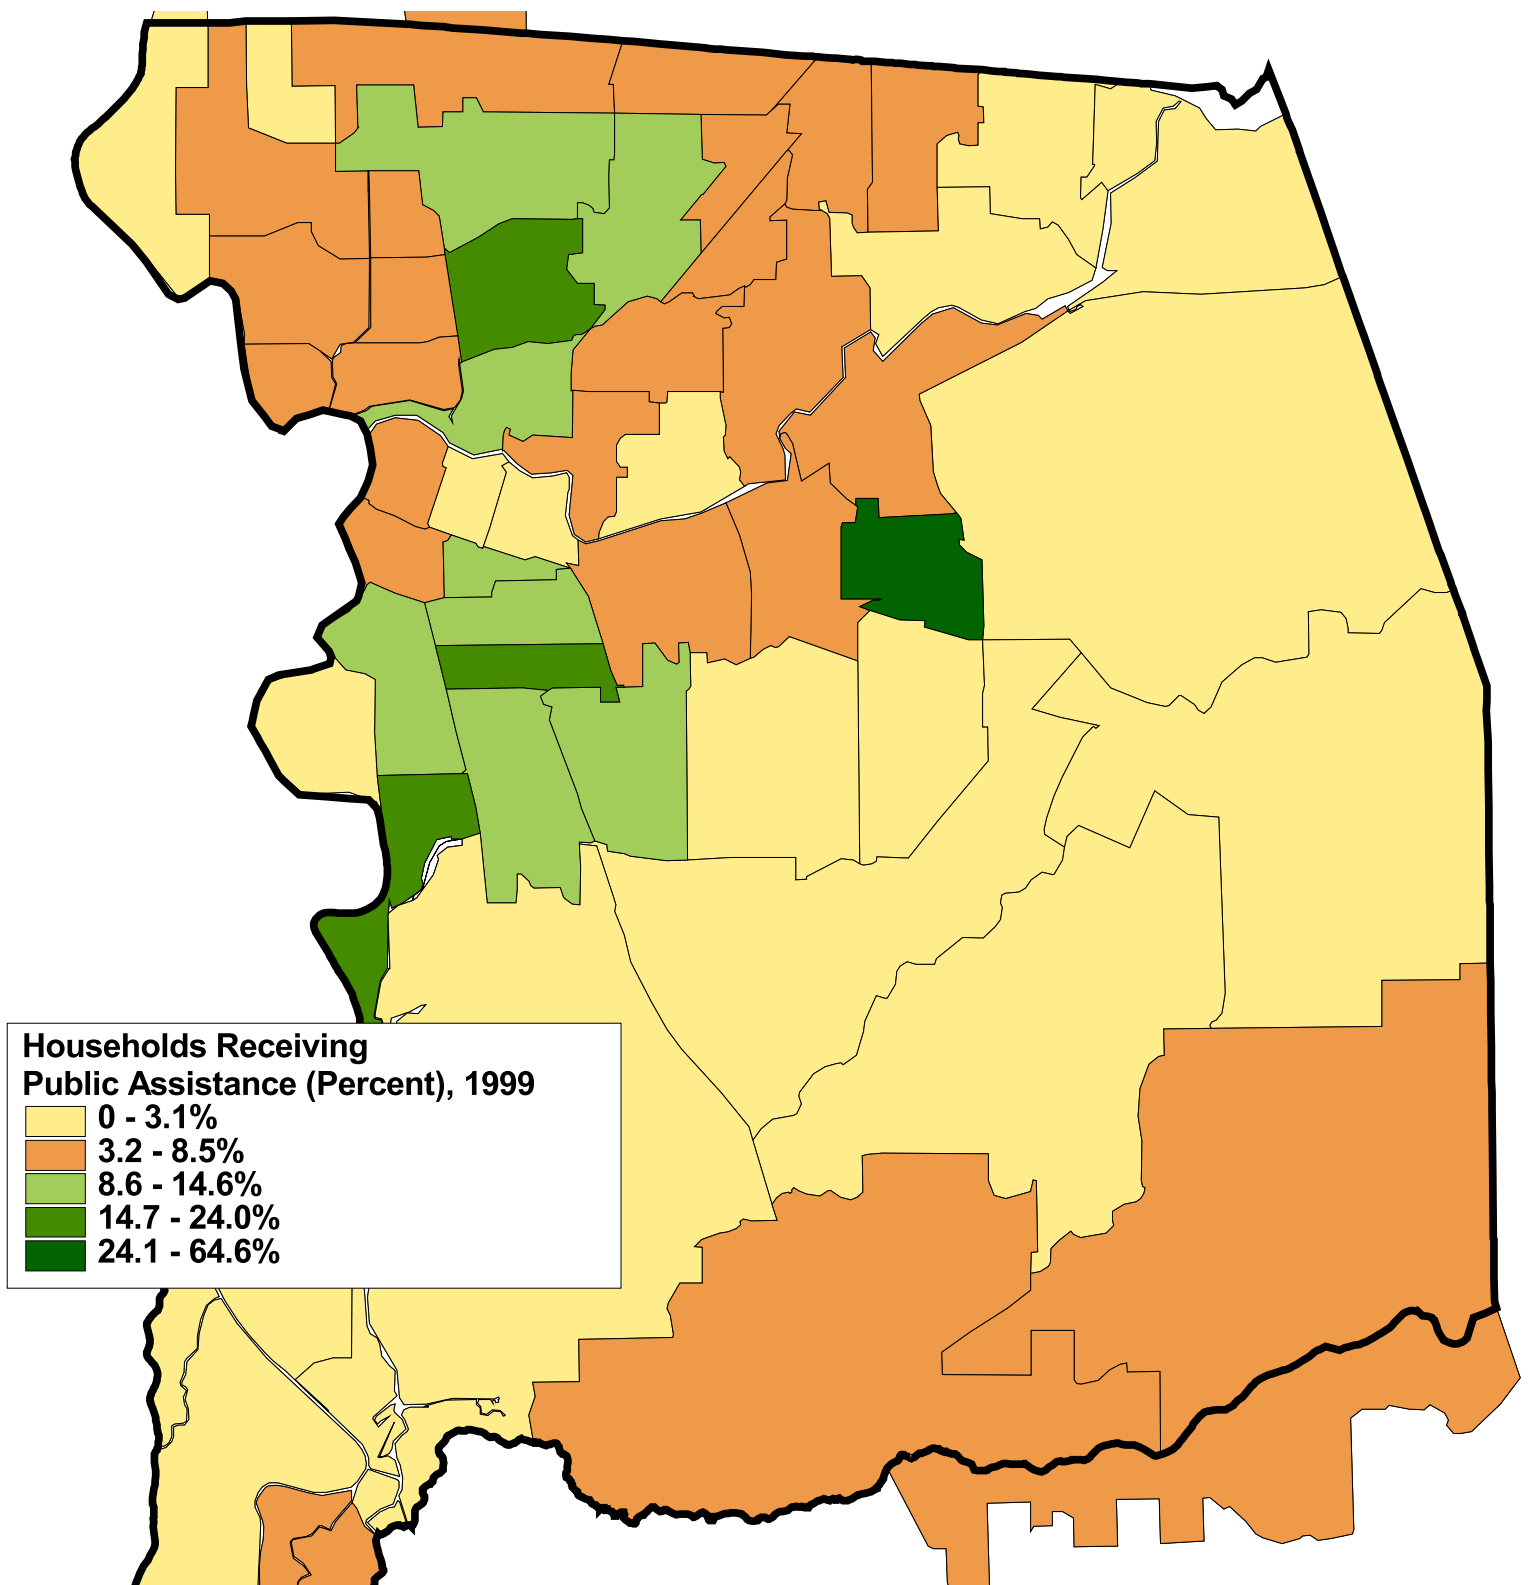 Households Receiving
Public Assistance (Percent), 1999
0 - 3.1%
3.2 - 8.5%
8.6 - 14.6%
14.7 - 24.0%
24.1 - 64.6%